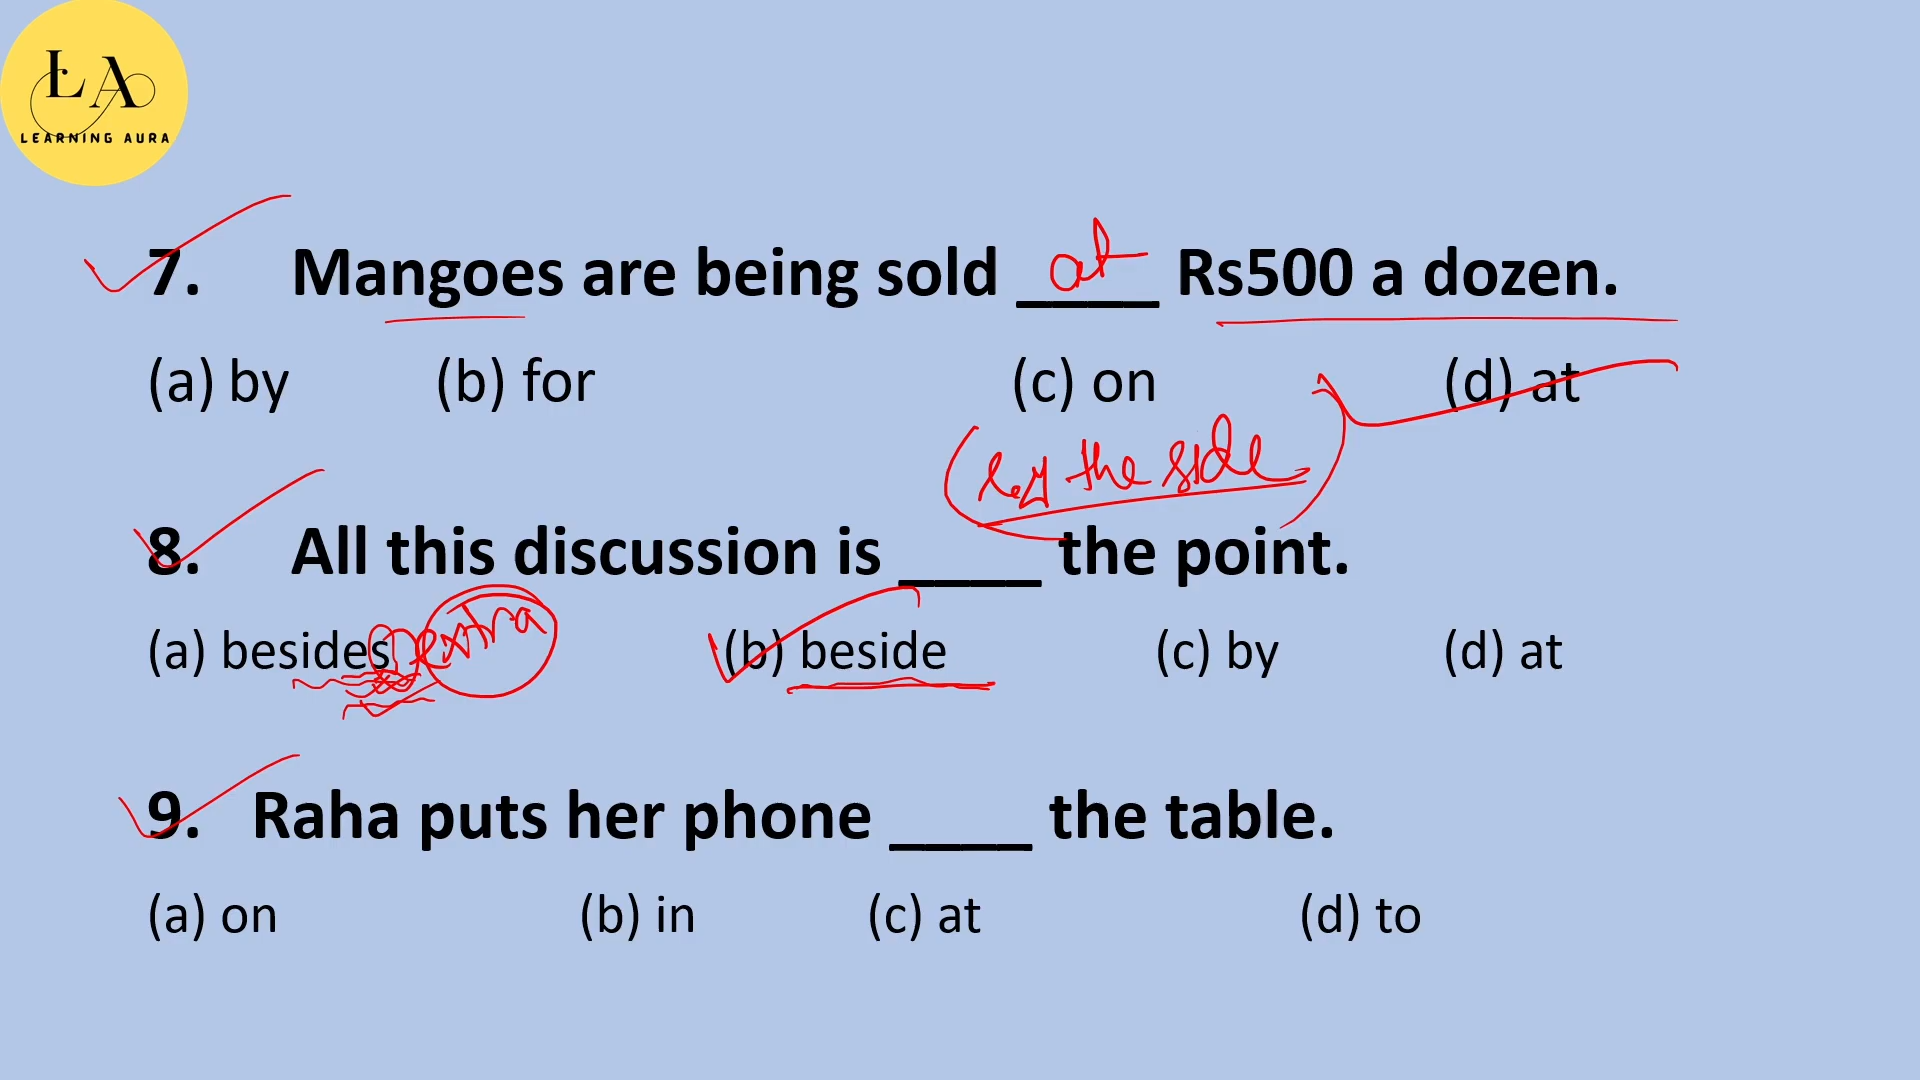 LA
LEARNING AURA
7. Mangoes are being sold at Rs500 a dozen.
(a) by (b) for (c) on (d) at
(by the side)
8. All this discussion is ____ the point.
(a) besides extra (b) beside (c) by (d) at
9. Raha puts her phone ____ the table.
(a) on (b) in (c) at (d) to